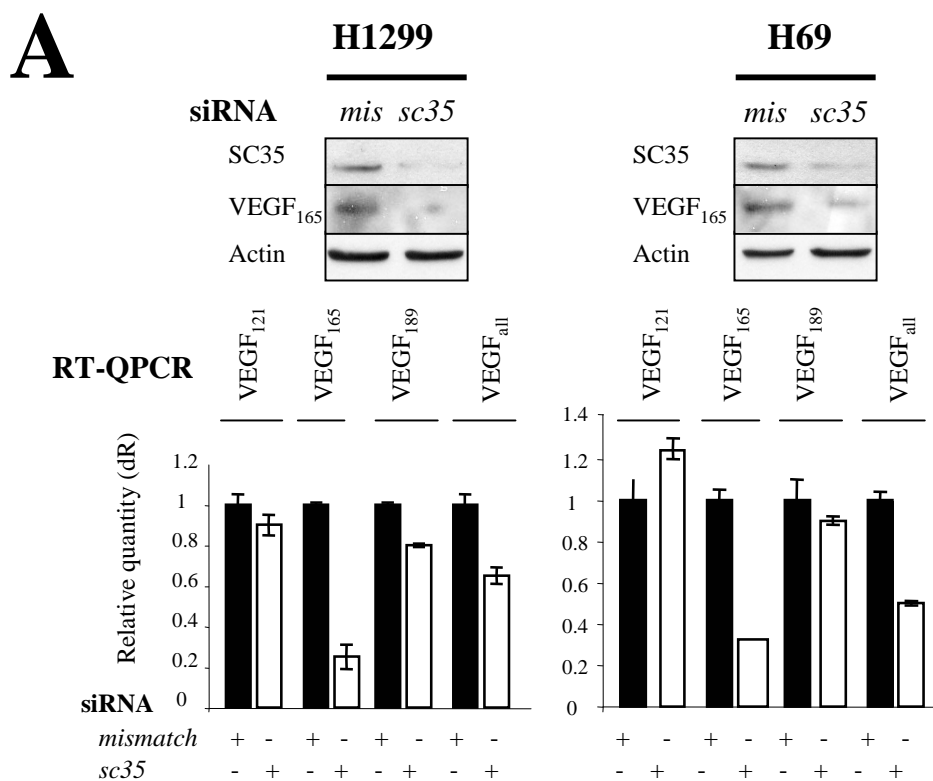 A
H1299 H69
siRNA mis sc35 mis sc35
SC35 SC35
VEGF165 VEGF165
Actin Actin
RT-QPCR VEGF121 VEGF165 VEGF189 VEGFall VEGF121 VEGF165 VEGF189 VEGFall
Relative quantity (dR)
1.2
1
0.8
0.6
0.4
0.2
0
1.4
1.2
1
0.8
0.6
0.4
0.2
0
siRNA
mismatch + - + - + - + - + - + - + - + -
sc35 - + - + - + - + - + - + - + - +